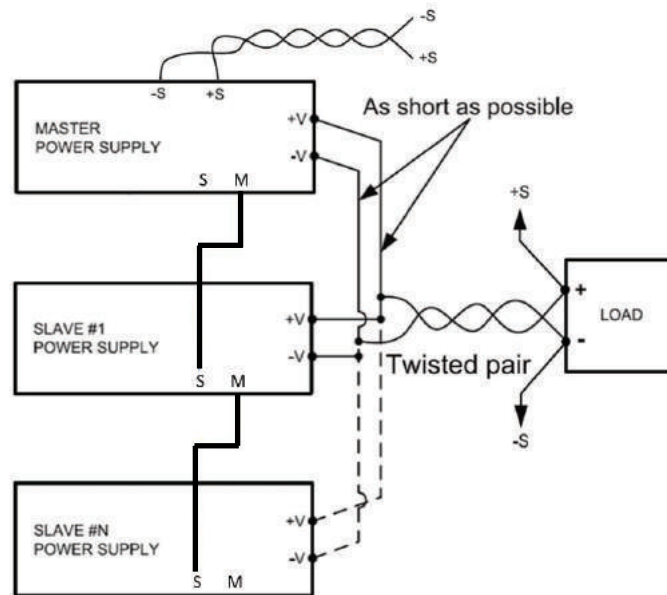 -S
+S
-S +S
MASTER
POWER SUPPLY
+V
-V
S M
As short as possible
+S
+
-
LOAD
SLAVE #1
POWER SUPPLY
+V
-V
S M
Twisted pair
-S
SLAVE #N
POWER SUPPLY
+V
-V
S M